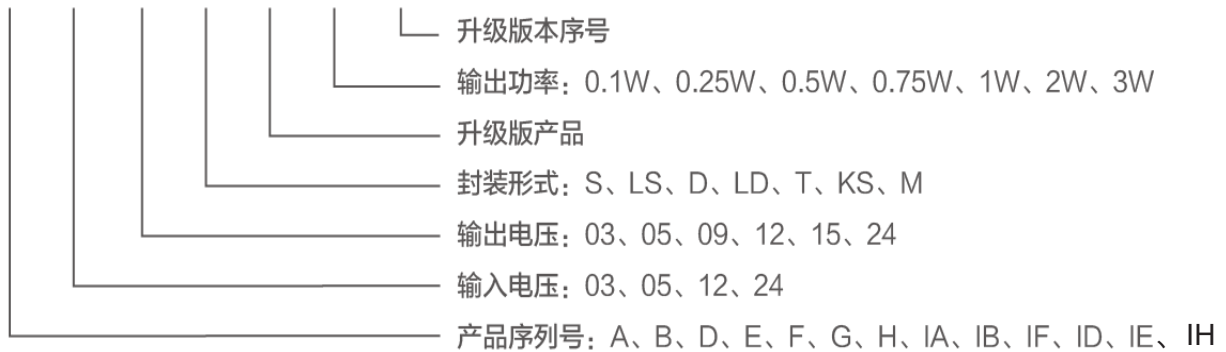 升级版本序号
输出功率：0.1W、0.25W、0.5W、0.75W、1W、2W、3W
升级版产品
封装形式：S、LS、D、LD、T、KS、M
输出电压：03、05、09、12、15、24
输入电压：03、05、12、24
产品序列号：A、B、D、E、F、G、H、IA、IB、IF、ID、IE、IH